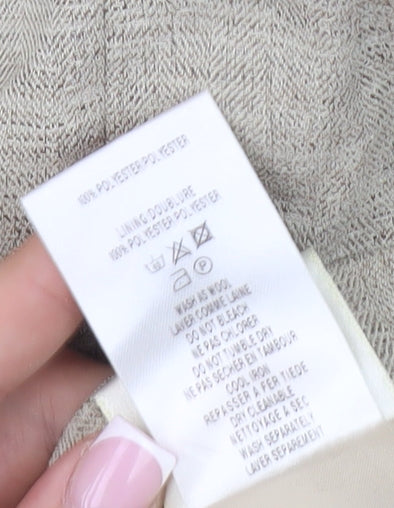 100% POLYESTER/POLYESTER
LINING/DOUBLURE
100% POLYESTER/POLYESTER
P
WASH AS WOOL
LAVER COMME LAINE
DO NOT BLEACH
NE PAS CHLORER
DO NOT TUMBLE DRY
NE PAS SECHER EN TAMBOUR
COOL IRON
REPASSER A FER TIEDE
DRY CLEANABLE
NETTOYAGE A SEC
WASH SEPARATELY
LAVER SEPAREMENT